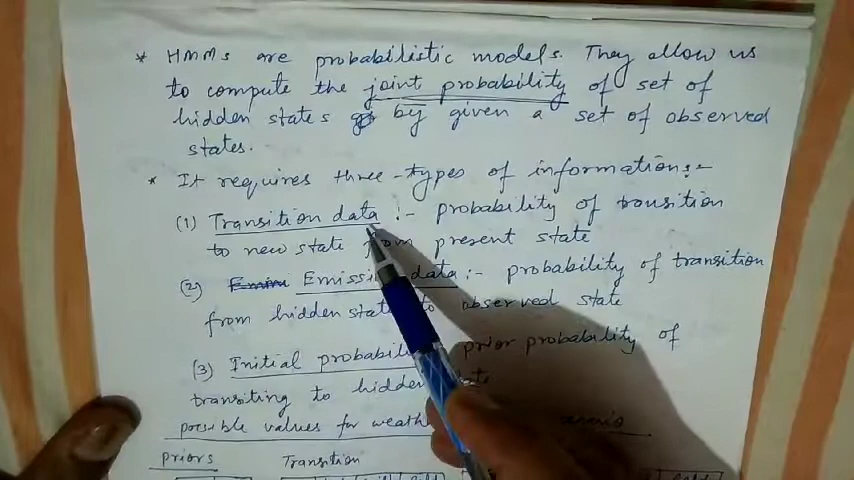 * HMMs are probabilistic models. They allow us
to compute the joint probability of set of
hidden states by given a set of observed
states.
* It requires three-types of information:-
(1) Transition data :- probability of transition
to new state from present state
(2) Emission data :- probability of transition
from hidden state to observed state
(3) Initial probability prior probability of
transiting to hidden state
possible values for
priors Transition